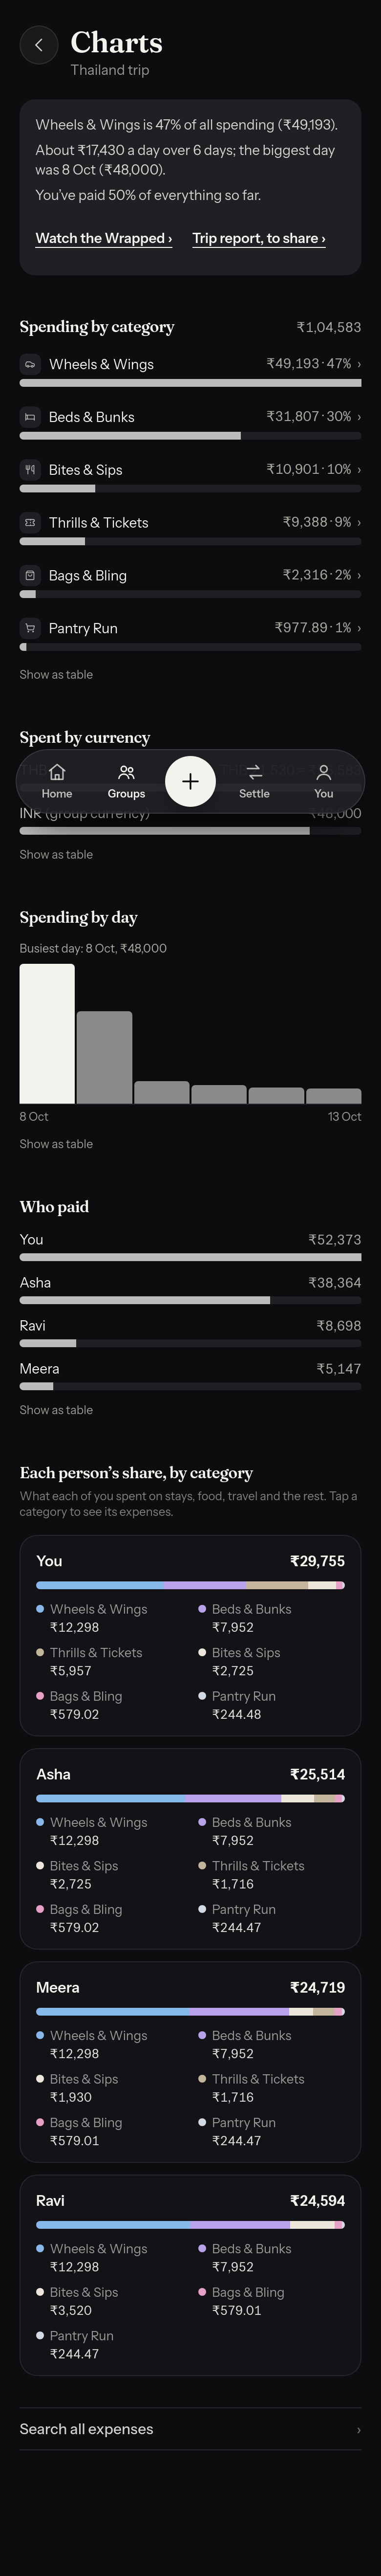 Charts
Thailand trip
Wheels & Wings is 47% of all spending (₹49,193).
About ₹17,430 a day over 6 days; the biggest day
was 8 Oct (₹48,000).
You've paid 50% of everything so far.
Watch the Wrapped › Trip report, to share ›
Spending by category ₹1,04,583
Wheels & Wings ₹49,193 · 47% ›
Beds & Bunks ₹31,807 · 30% ›
Bites & Sips ₹10,901 · 10% ›
Thrills & Tickets ₹9,388 · 9% ›
Bags & Bling ₹2,316 · 2% ›
Pantry Run ₹977.89 · 1% ›
Show as table
Spent by currency
THB
Home Groups Settle You
INR (group currency) ₹48,000
Show as table
Spending by day
Busiest day: 8 Oct, ₹48,000
8 Oct 13 Oct
Show as table
Who paid
You ₹52,373
Asha ₹38,364
Ravi ₹8,698
Meera ₹5,147
Show as table
Each person's share, by category
What each of you spent on stays, food, travel and the rest. Tap a
category to see its expenses.
You ₹29,755
Wheels & Wings Beds & Bunks
₹12,298 ₹7,952
Thrills & Tickets Bites & Sips
₹5,957 ₹2,725
Bags & Bling Pantry Run
₹579.02 ₹244.48
Asha ₹25,514
Wheels & Wings Beds & Bunks
₹12,298 ₹7,952
Bites & Sips Thrills & Tickets
₹2,725 ₹1,716
Bags & Bling Pantry Run
₹579.02 ₹244.47
Meera ₹24,719
Wheels & Wings Beds & Bunks
₹12,298 ₹7,952
Bites & Sips Thrills & Tickets
₹1,930 ₹1,716
Bags & Bling Pantry Run
₹579.01 ₹244.47
Ravi ₹24,594
Wheels & Wings Beds & Bunks
₹12,298 ₹7,952
Bites & Sips Bags & Bling
₹3,520 ₹579.01
Pantry Run
₹244.47
Search all expenses ›